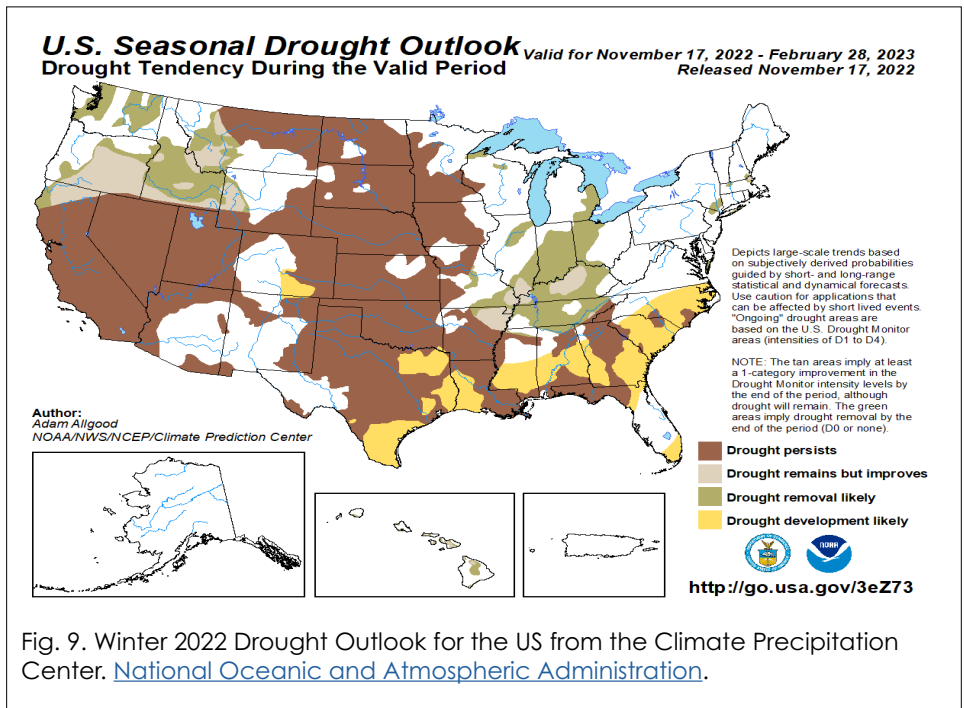 U.S. Seasonal Drought Outlook
Drought Tendency During the Valid Period
Valid for November 17, 2022 - February 28, 2023
Released November 17, 2022
Depicts large-scale trends based
on subjectively derived probabilities
guided by short- and long-range
statistical and dynamical forecasts.
Use caution for applications that
can be affected by short lived events.
"Ongoing" drought areas are
based on the U.S. Drought Monitor
areas (intensities of D1 to D4).
NOTE: The tan areas imply at least
a 1-category improvement in the
Drought Monitor intensity levels by
the end of the period, although
drought will remain. The green
areas imply drought removal by the
end of the period (D0 or none).
Author:
Adam Allgood
NOAA/NWS/NCEP/Climate Prediction Center
Drought persists
Drought remains but improves
Drought removal likely
Drought development likely
NOAA
http://go.usa.gov/3eZ73
Fig. 9. Winter 2022 Drought Outlook for the US from the Climate Precipitation
Center. National Oceanic and Atmospheric Administration.